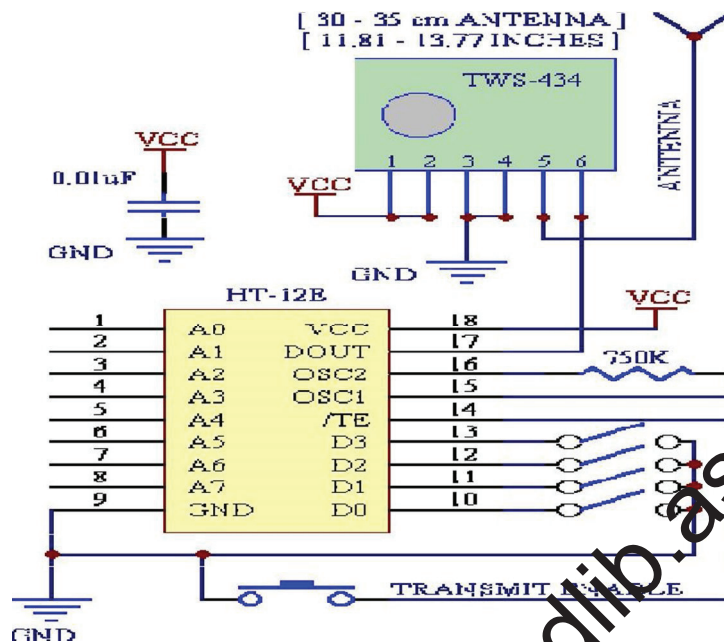 [ 30 - 35 cm ANTENNA ]
[ 11.81 - 13.77 INCHES ]
TWS-434
1 2 3 4 5 6
ANTENNA
VCC
0.01uF
GND
VCC
GND
HT-12E
VCC
1 A0 VCC 18
2 A1 DOUT 17
3 A2 OSC2 16 750K
4 A3 OSC1 15
5 A4 /TE 14
6 A5 D3 13
7 A6 D2 12
8 A7 D1 11
9 GND D0 10
TRANSMIT ENABLE
GND
dlib.as